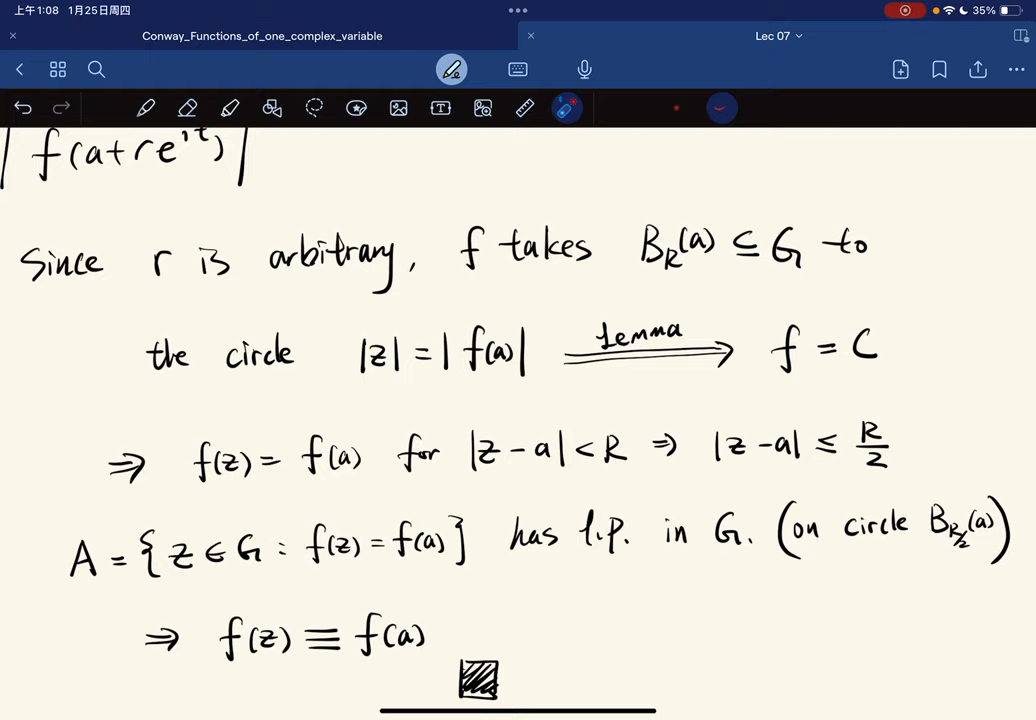 上午1:08 1月25日周四
35%
Conway_Functions_of_one_complex_variable
Lec 07
|f(a+re^{it})|
Since r is arbitrary, f takes B_R(a) ⊆ G to
the circle |z| = |f(a)| ⟹ Lemma f = C
⇒ f(z) = f(a) for |z-a| < R ⇒ |z-a| ≤ R/2
A = {z ∈ G : f(z) = f(a)} has l.p. in G. (on circle B_{R/2}(a))
⇒ f(z) ≡ f(a)